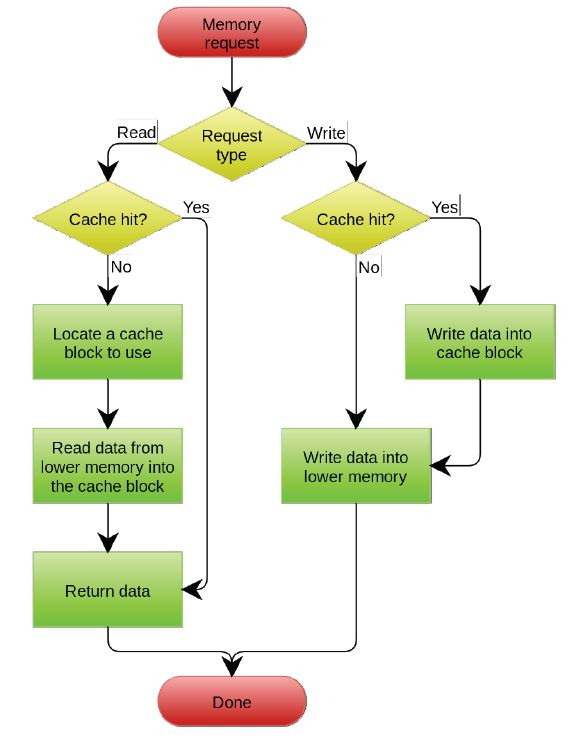 Memory
request
Read
Request
type
Write
Cache hit?
Yes
Cache hit?
Yes
No
No
Locate a cache
block to use
Write data into
cache block
Read data from
lower memory into
the cache block
Write data into
lower memory
Return data
Done